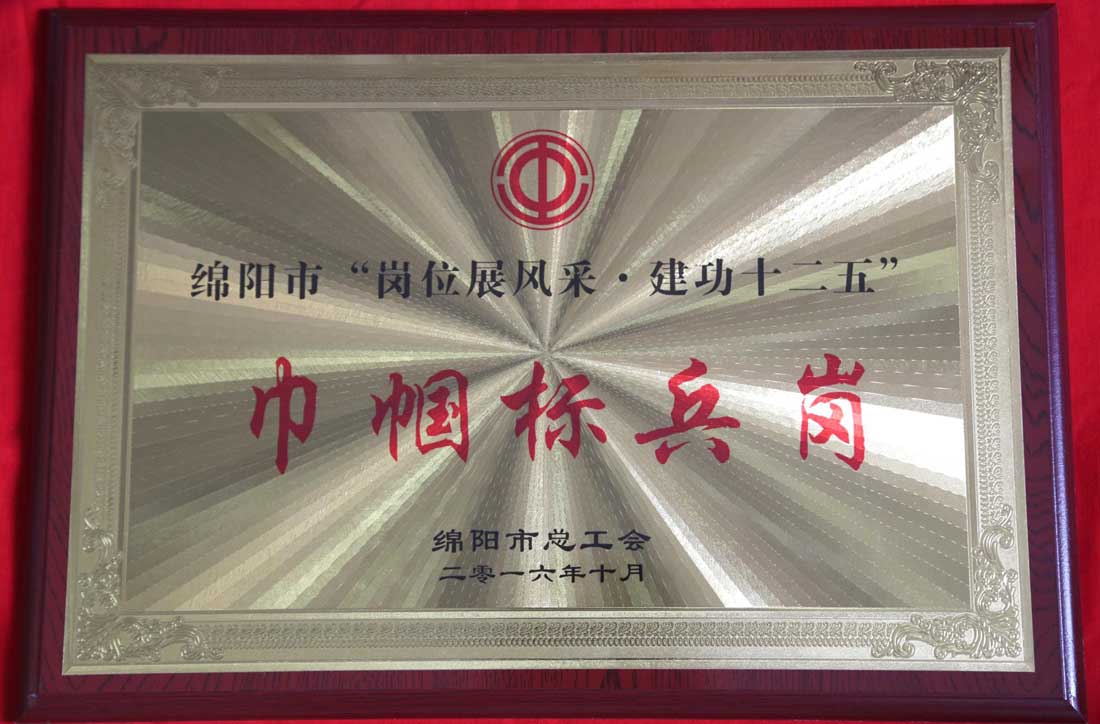 绵阳市“岗位展风采·建功十二五”
巾帼标兵岗
绵阳市总工会
二零一六年十月